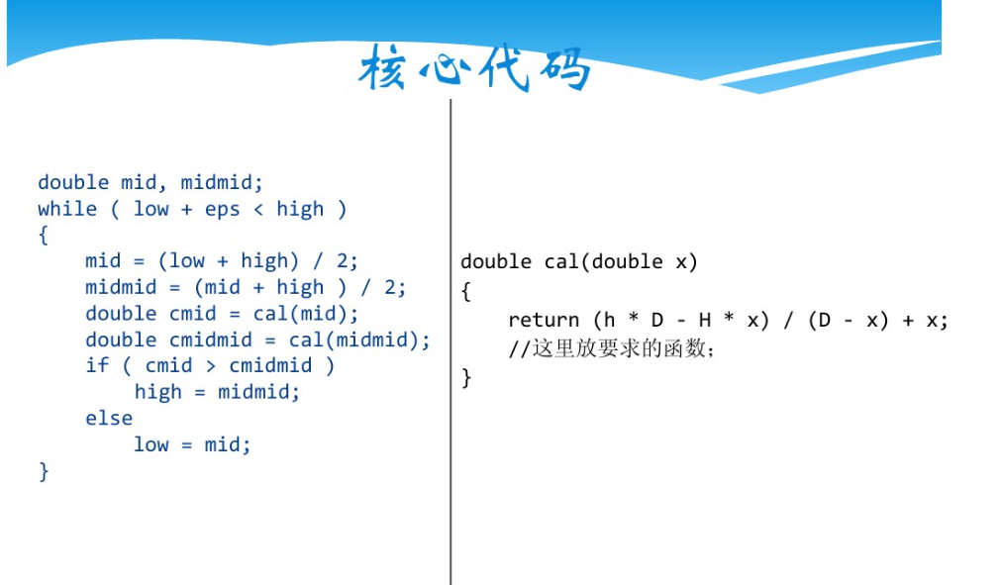 核心代码
double mid, midmid;
while ( low + eps < high )
{
    mid = (low + high) / 2;
    midmid = (mid + high ) / 2;
    double cmid = cal(mid);
    double cmidmid = cal(midmid);
    if ( cmid > cmidmid )
        high = midmid;
    else
        low = mid;
}
double cal(double x)
{
    return (h * D - H * x) / (D - x) + x;
    //这里放要求的函数;
}